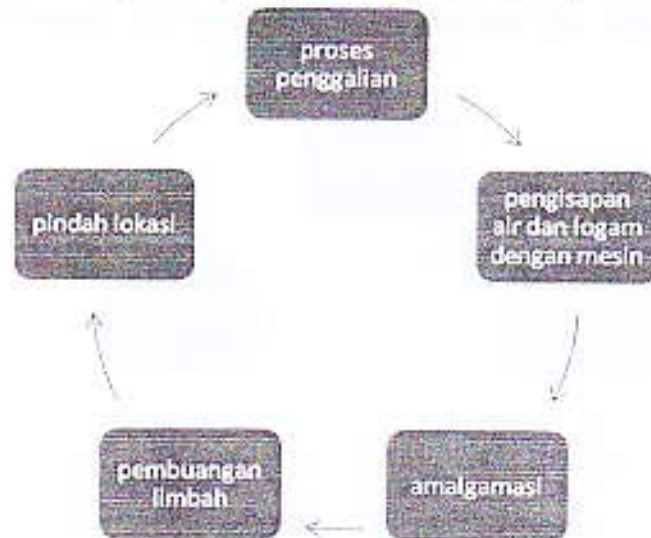 proses
penggalian
pengisapan
air dan logam
dengan mesin
amalgamasi
pembuangan
limbah
pindah lokasi